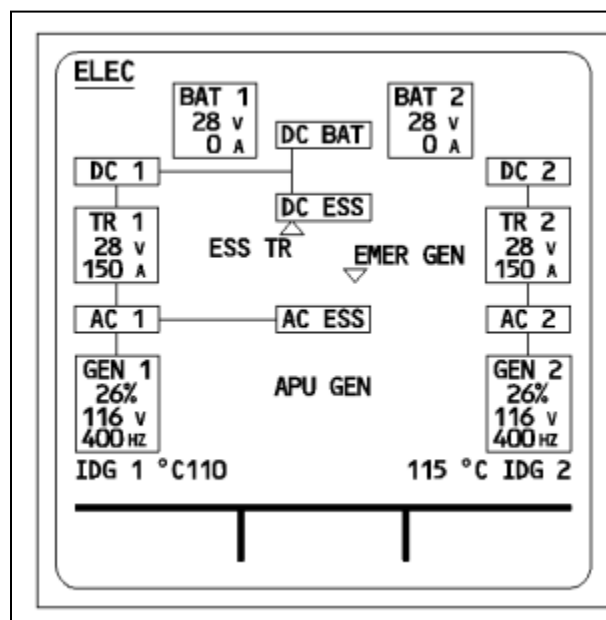 ELEC
BAT 1
28 V
0 A
BAT 2
28 V
0 A
DC BAT
DC 1
DC 2
DC ESS
TR 1
28 V
150 A
ESS TR
EMER GEN
TR 2
28 V
150 A
AC 1
AC ESS
AC 2
GEN 1
26%
116 V
400 HZ
APU GEN
GEN 2
26%
116 V
400 HZ
IDG 1 °C110
115 °C IDG 2